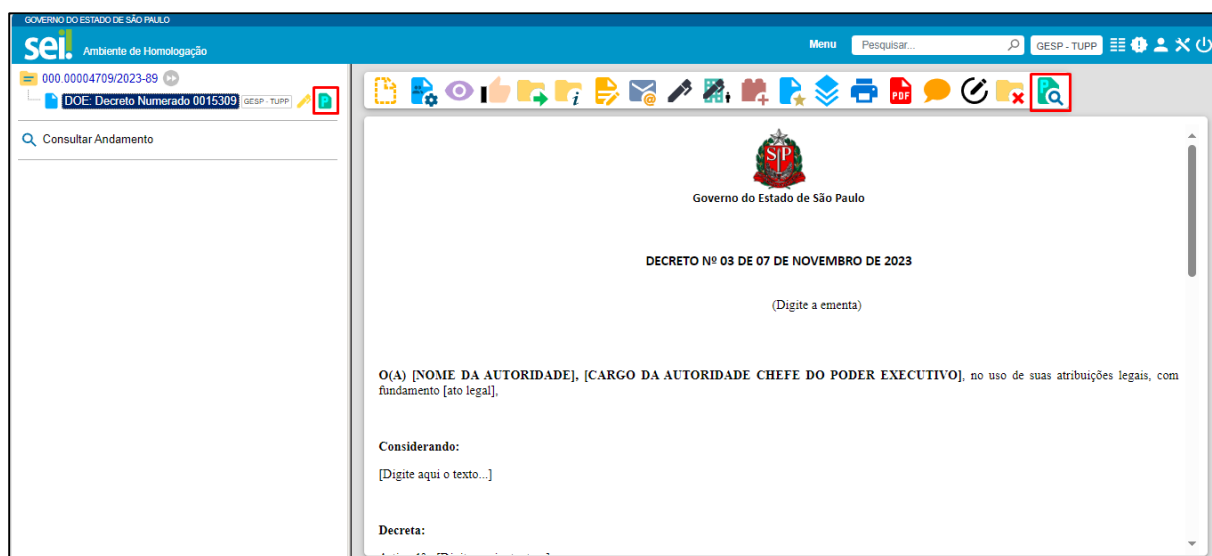 GOVERNO DO ESTADO DE SÃO PAULO
sei!
Ambiente de Homologação
Menu
Pesquisar...
GESP - TUPP
000.00004709/2023-89
DOE: Decreto Numerado 0015309 GESP - TUPP P
Consultar Andamento
PDF
P
SP
Governo do Estado de São Paulo
DECRETO Nº 03 DE 07 DE NOVEMBRO DE 2023
(Digite a ementa)
O(A) [NOME DA AUTORIDADE], [CARGO DA AUTORIDADE CHEFE DO PODER EXECUTIVO], no uso de suas atribuições legais, com
fundamento [ato legal],
Considerando:
[Digite aqui o texto...]
Decreta: